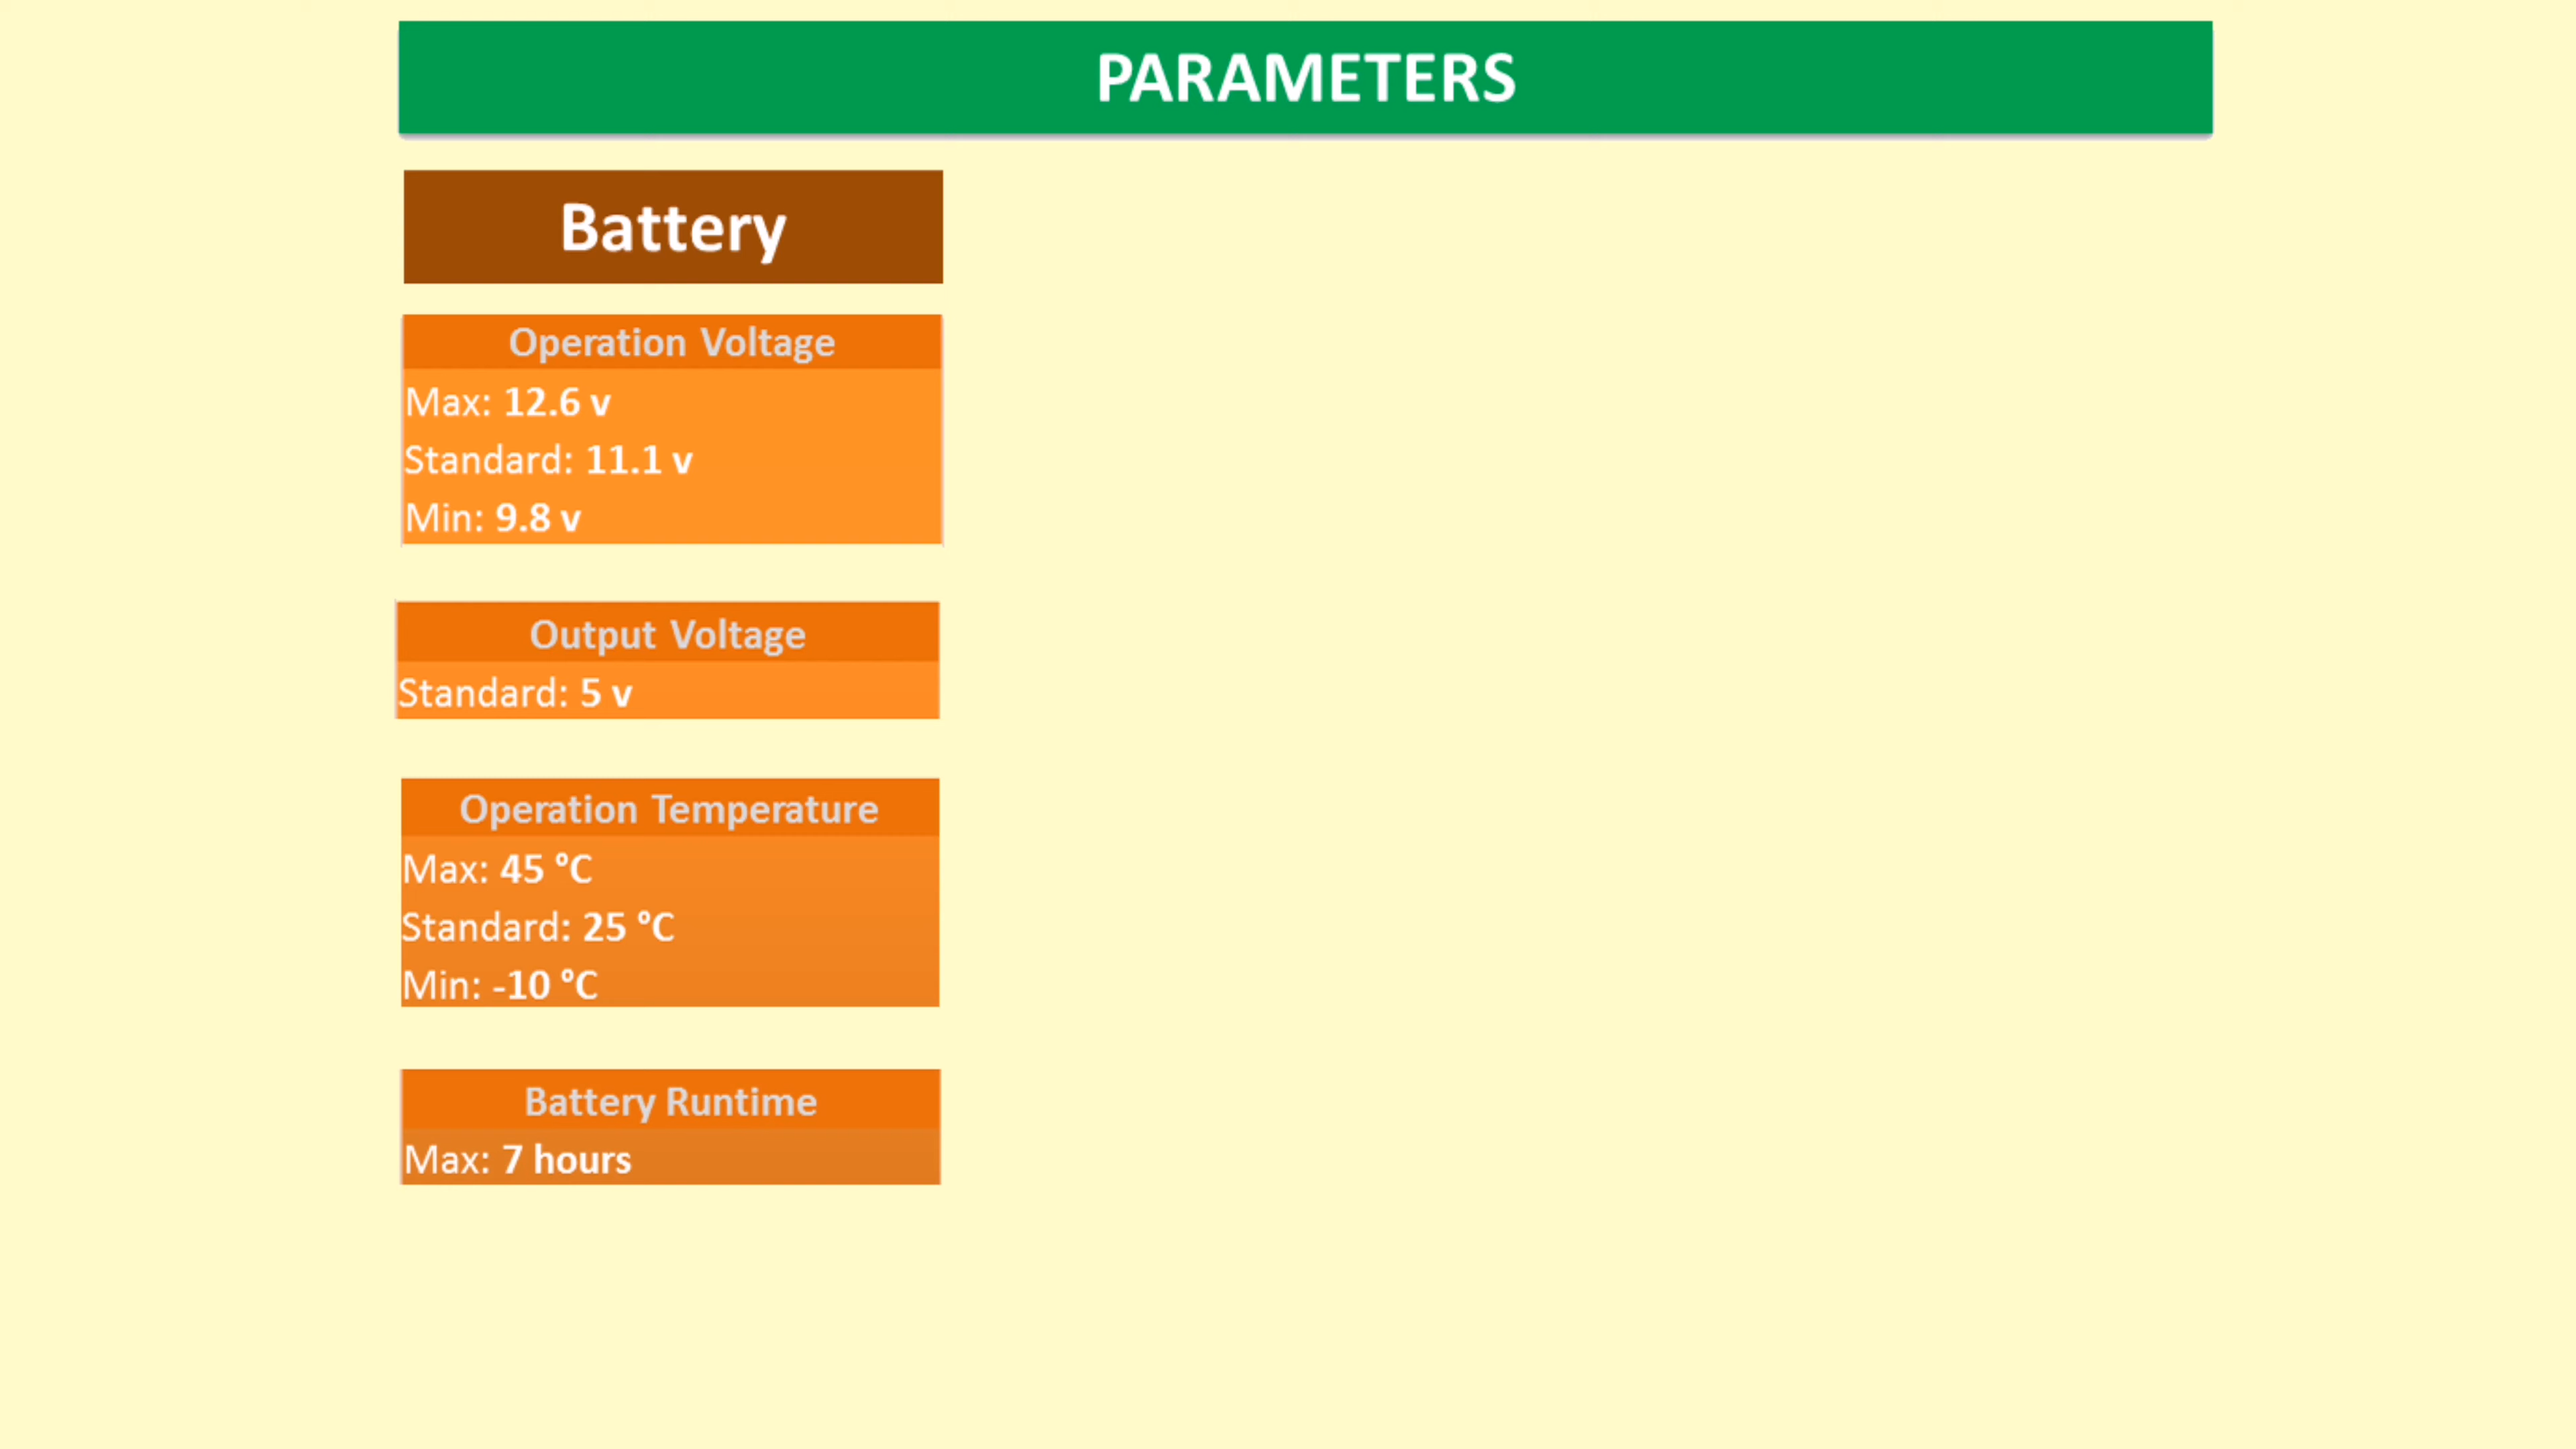 PARAMETERS
Battery
Operation Voltage
Max: 12.6 v
Standard: 11.1 v
Min: 9.8 v
Output Voltage
Standard: 5 v
Operation Temperature
Max: 45 °C
Standard: 25 °C
Min: -10 °C
Battery Runtime
Max: 7 hours